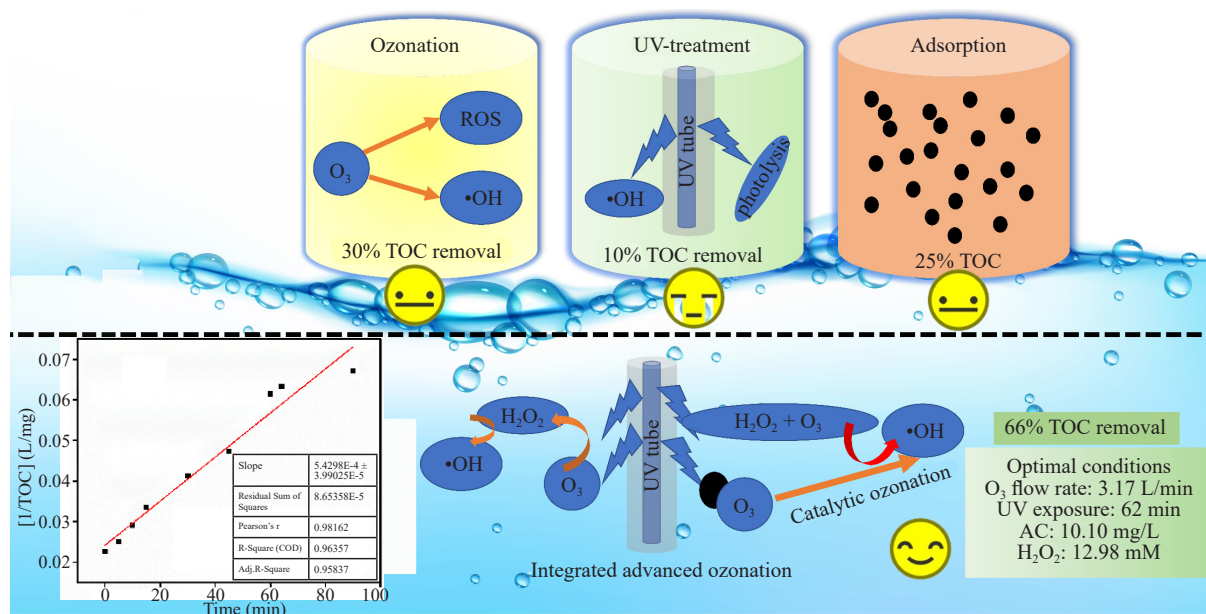 Ozonation
ROS
O₃
•OH
30% TOC removal
UV-treatment
UV tube
•OH
photolysis
10% TOC removal
Adsorption
25% TOC
[1/TOC] (L/mg)
0.07
0.06
0.05
0.04
0.03
0.02
Slope 5.4298E-4 ±
3.99025E-5
Residual Sum of
Squares 8.65358E-5
Pearson's r 0.98162
R-Square (COD) 0.96357
Adj.R-Square 0.95837
0 20 40 60 80 100
Time (min)
H₂O₂
•OH
O₃
UV tube
H₂O₂ + O₃
•OH
O₃
Catalytic ozonation
Integrated advanced ozonation
66% TOC removal
Optimal conditions
O₃ flow rate: 3.17 L/min
UV exposure: 62 min
AC: 10.10 mg/L
H₂O₂: 12.98 mM